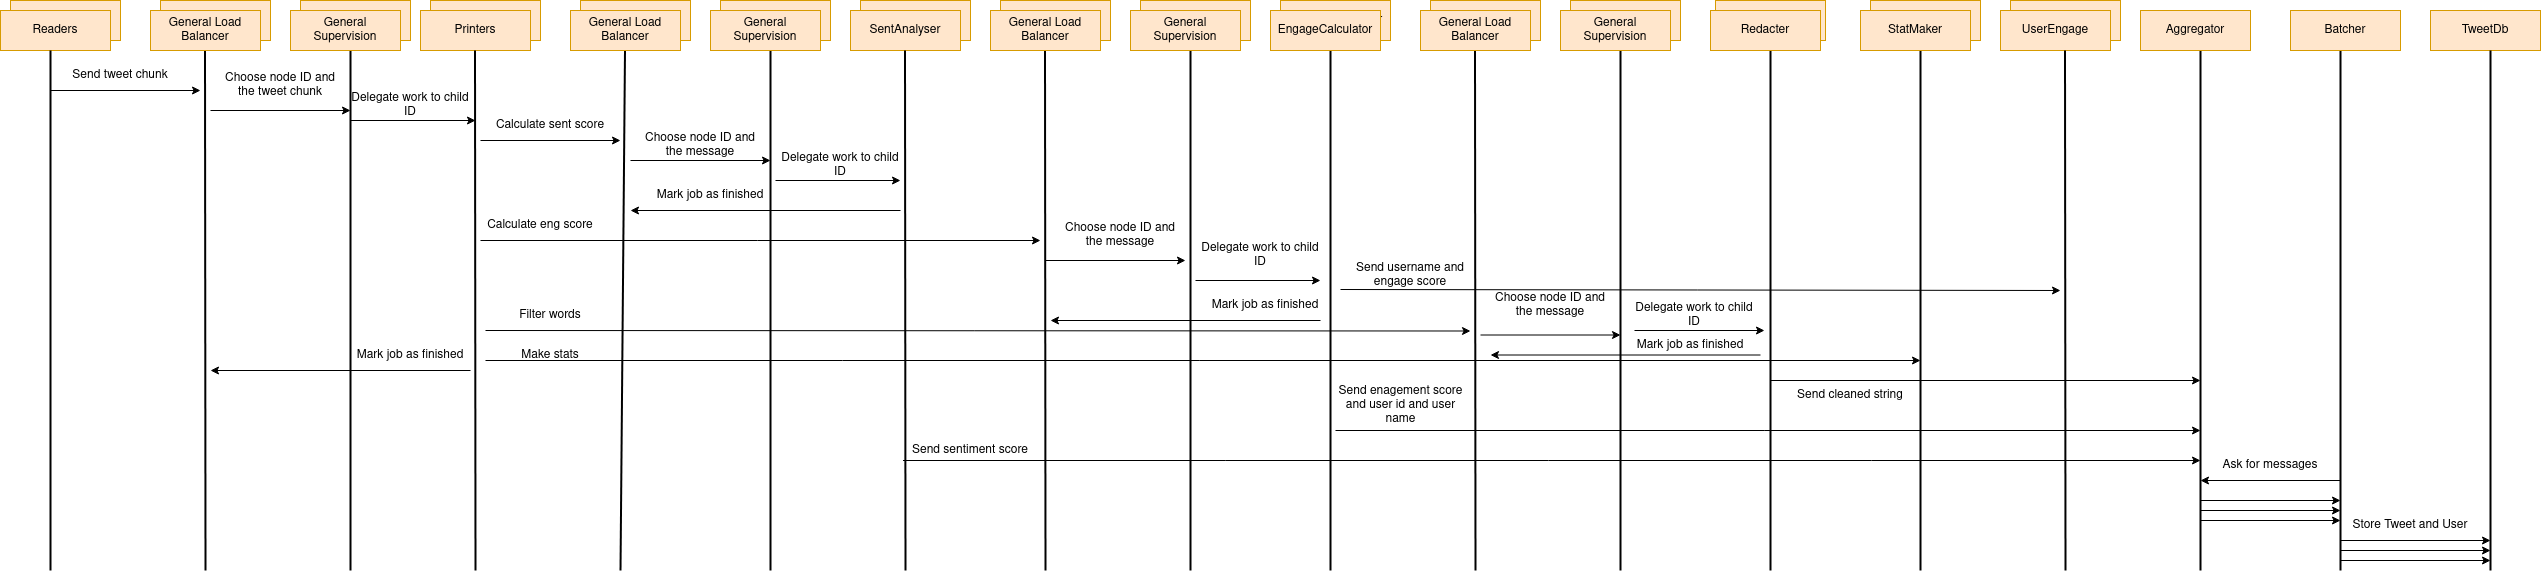 Readers
General Load
Balancer
General
Supervision
Printers
General Load
Balancer
General
Supervision
SentAnalyser
General Load
Balancer
General
Supervision
EngageCalculator
General Load
Balancer
General
Supervision
Redacter
StatMaker
UserEngage
Aggregator
Batcher
TweetDb
Send tweet chunk
Choose node ID and
the tweet chunk
Delegate work to child
ID
Calculate sent score
Choose node ID and
the message
Delegate work to child
ID
Mark job as finished
Calculate eng score
Choose node ID and
the message
Delegate work to child
ID
Send username and
engage score
Mark job as finished
Filter words
Choose node ID and
the message
Delegate work to child
ID
Mark job as finished
Make stats
Mark job as finished
Send cleaned string
Send enagement score
and user id and user
name
Send sentiment score
Ask for messages
Store Tweet and User